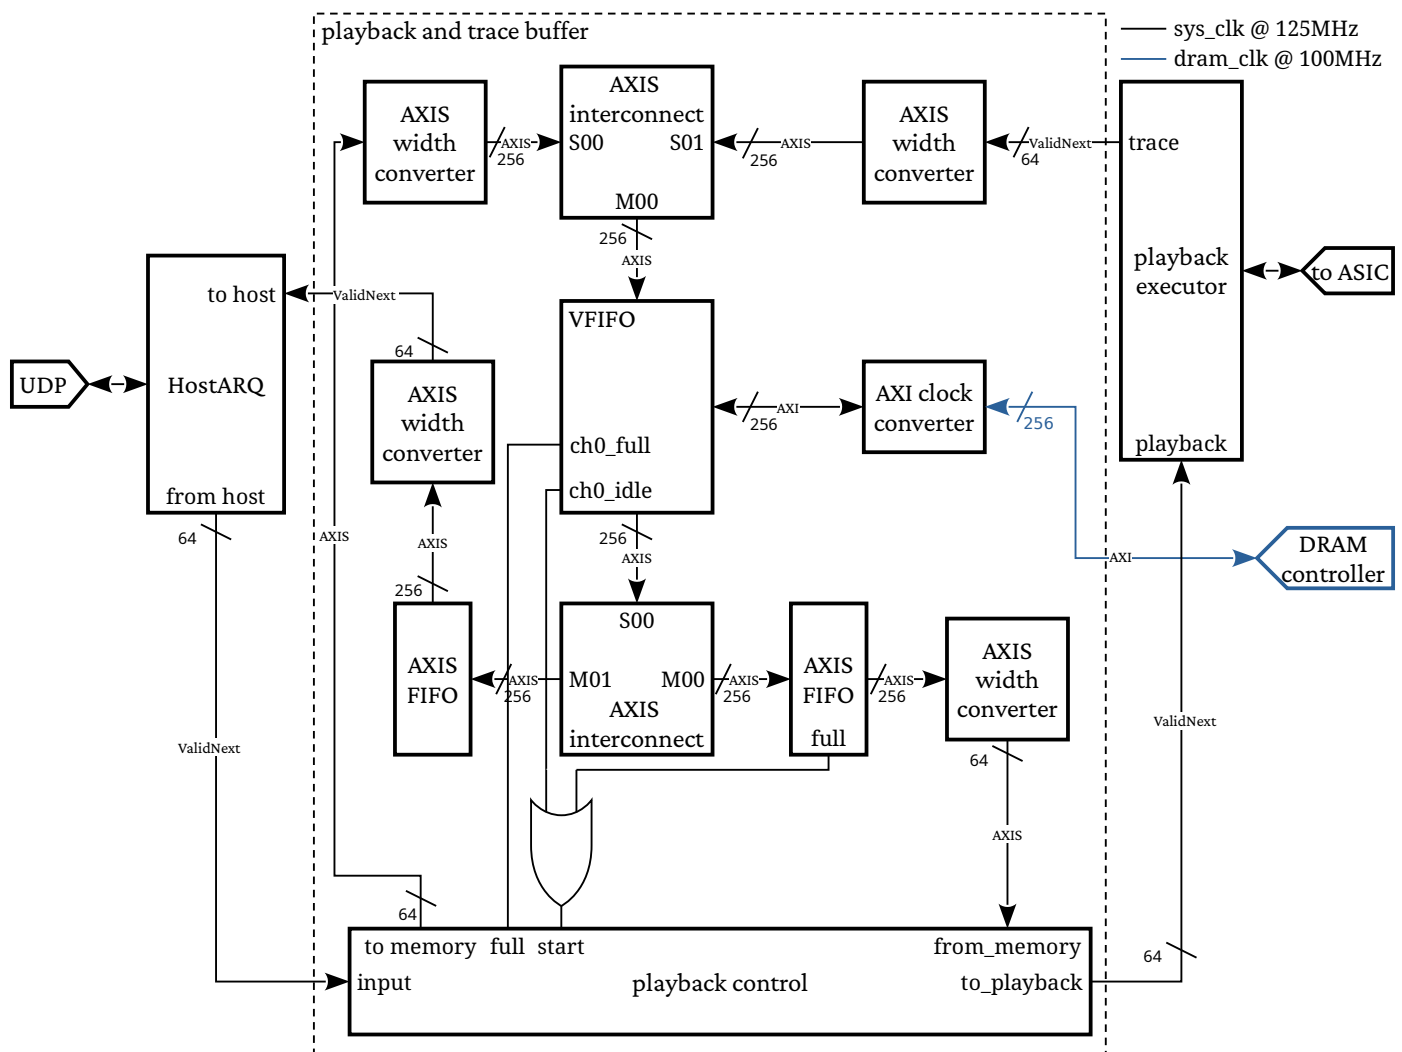 playback and trace buffer
sys_clk @ 125MHz
dram_clk @ 100MHz
AXIS
width
converter
AXIS
256
AXIS
interconnect
S00 S01
M00
AXIS
256
AXIS
width
converter
ValidNext
64
trace
playback
executor
playback
to ASIC
256
AXIS
to host
HostARQ
from host
UDP
ValidNext
64
AXIS
width
converter
VFIFO
ch0_full
ch0_idle
AXI
256
AXI clock
converter
256
AXI
DRAM
controller
64
AXIS
AXIS
256
256
AXIS
AXIS
FIFO
AXIS
256
S00
M01 M00
AXIS
interconnect
AXIS
256
AXIS
FIFO
full
AXIS
256
AXIS
width
converter
64
AXIS
ValidNext
ValidNext
64
64
to memory full start from_memory
input playback control to_playback